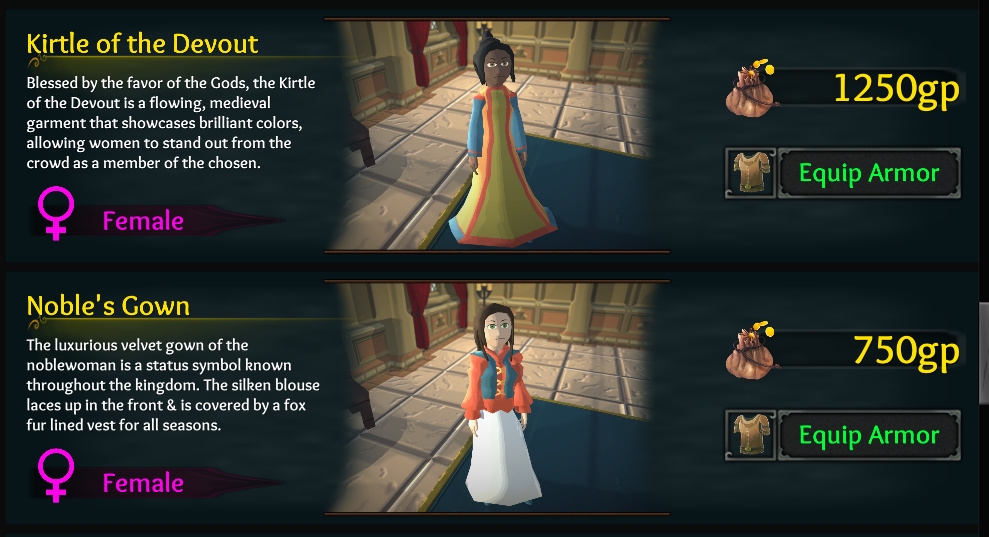 Kirtle of the Devout
Blessed by the favor of the Gods, the Kirtle
of the Devout is a flowing, medieval
garment that showcases brilliant colors,
allowing women to stand out from the
crowd as a member of the chosen.
Female
1250gp
Equip Armor
Noble's Gown
The luxurious velvet gown of the
noblewoman is a status symbol known
throughout the kingdom. The silken blouse
laces up in the front & is covered by a fox
fur lined vest for all seasons.
Female
750gp
Equip Armor